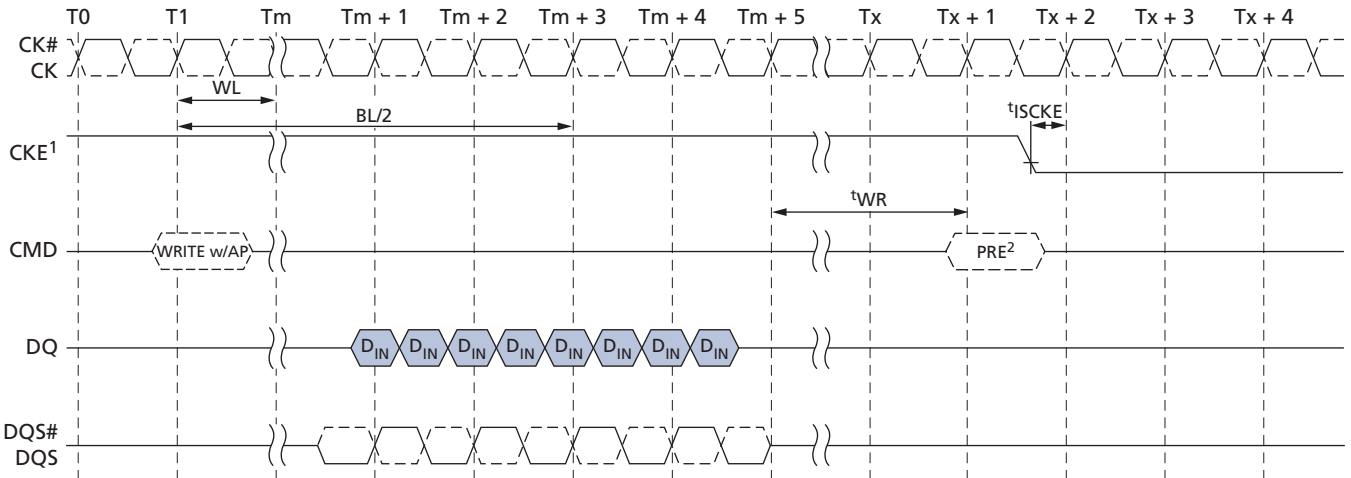 T0 T1 Tm Tm + 1 Tm + 2 Tm + 3 Tm + 4 Tm + 5 Tx Tx + 1 Tx + 2 Tx + 3 Tx + 4
CK#
CK
WL
BL/2
tISCKE
CKE1
tWR
CMD WRITE w/AP PRE2
DQ DIN DIN DIN DIN DIN DIN DIN DIN
DQS#
DQS